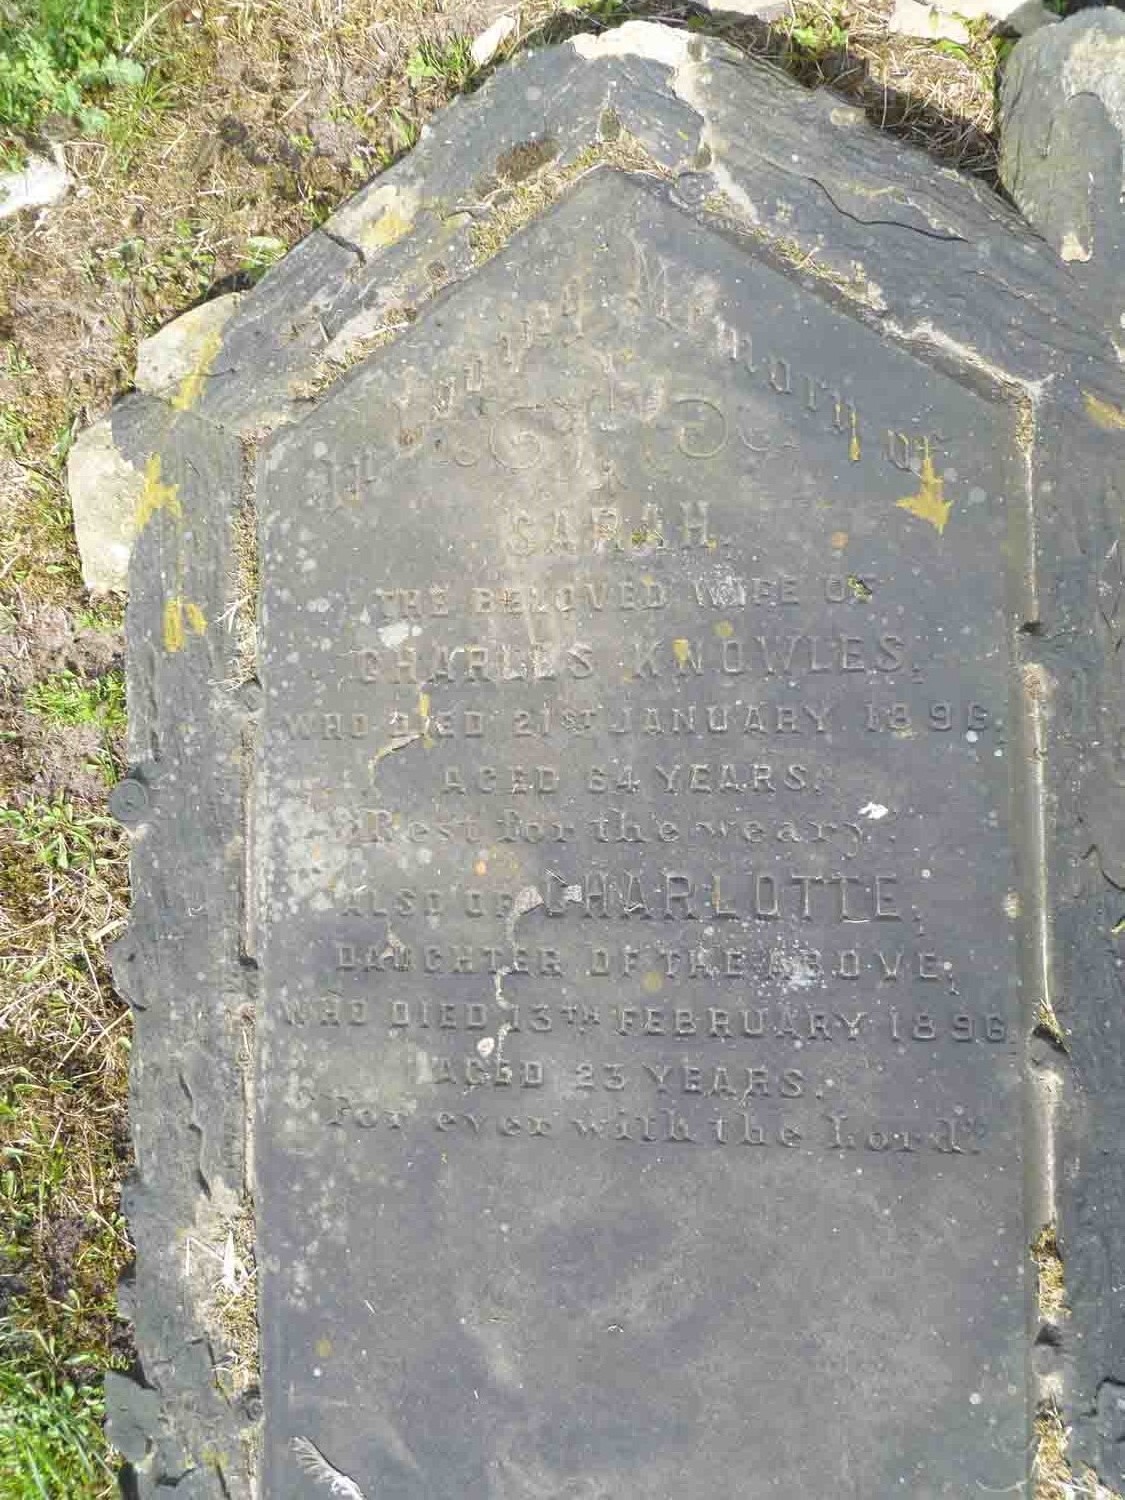 In Loving Memory of
SARAH,
THE BELOVED WIFE OF
CHARLES KNOWLES,
WHO DIED 21ST JANUARY 1896,
AGED 64 YEARS.
Rest for the weary.
ALSO OF CHARLOTTE,
DAUGHTER OF THE ABOVE,
WHO DIED 13TH FEBRUARY 1896
AGED 23 YEARS.
"For ever with the Lord."